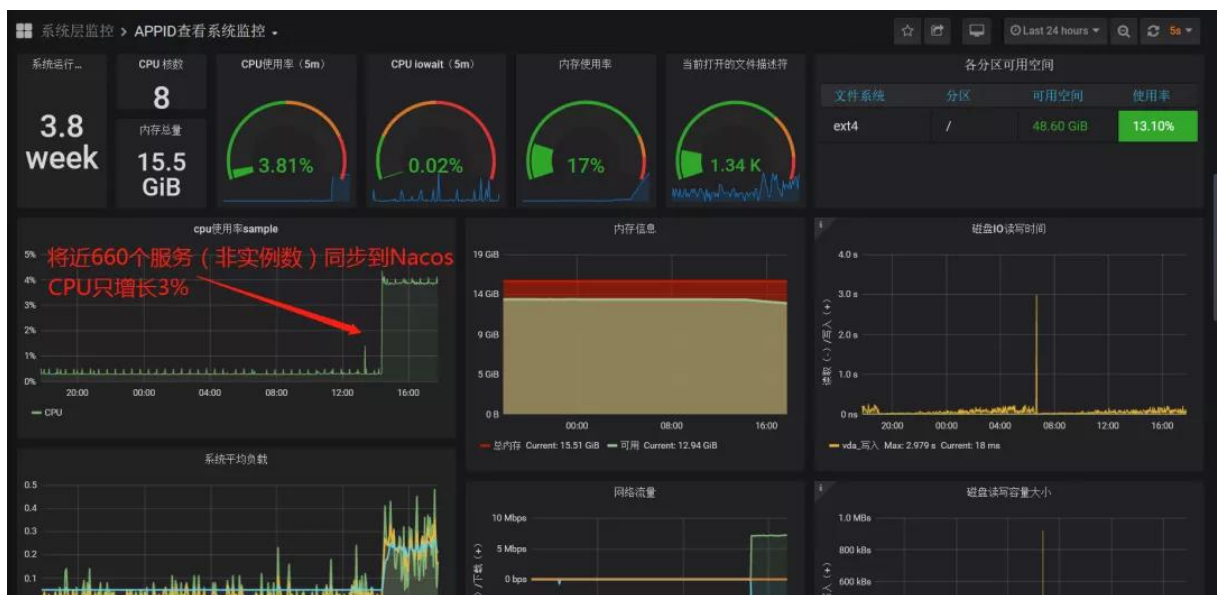 系统层监控 > APPID查看系统监控
Last 24 hours
5s
系统运行...
3.8
week
CPU 核数
8
内存总量
15.5
GiB
CPU使用率（5m）
3.81%
CPU iowait（5m）
0.02%
内存使用率
17%
当前打开的文件描述符
1.34 K
各分区可用空间
文件系统 分区 可用空间 使用率
ext4 / 48.60 GiB 13.10%
cpu使用率sample
将近660个服务（非实例数）同步到Nacos
CPU只增长3%
5%
4%
3%
2%
1%
0%
20:00 00:00 04:00 08:00 12:00 16:00
CPU
内存信息
19 GiB
14 GiB
9 GiB
5 GiB
0 B
00:00 08:00 16:00
总内存 Current: 15.51 GiB 可用 Current: 12.94 GiB
磁盘IO读写时间
读取（-）/写入（+）
4.0 s
3.0 s
2.0 s
1.0 s
0 ns
20:00 00:00 04:00 08:00 12:00 16:00
vda_写入 Max: 2.979 s Current: 18 ms
系统平均负载
0.5
0.4
0.3
0.2
0.1
网络流量
/下载（+）
10 Mbps
5 Mbps
0 bps
磁盘读写容量大小
入（+）
1.0 MBs
800 kBs
600 kBs